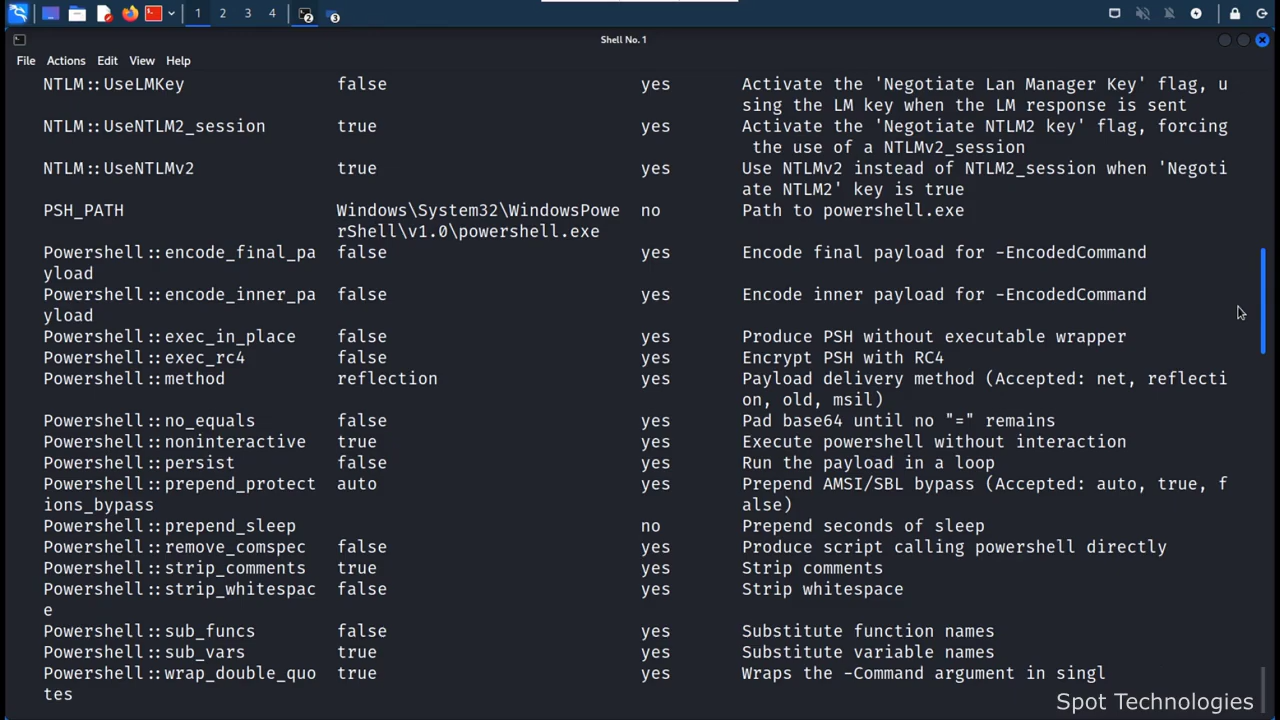 1 2 3 4 2 3
Shell No. 1
File Actions Edit View Help
NTLM::UseLMKey false yes Activate the 'Negotiate Lan Manager Key' flag, u
sing the LM key when the LM response is sent
NTLM::UseNTLM2_session true yes Activate the 'Negotiate NTLM2 key' flag, forcing
the use of a NTLMv2_session
NTLM::UseNTLMv2 true yes Use NTLMv2 instead of NTLM2_session when 'Negoti
ate NTLM2' key is true
PSH_PATH Windows\System32\WindowsPowe no Path to powershell.exe
rShell\v1.0\powershell.exe
Powershell::encode_final_pa false yes Encode final payload for -EncodedCommand
yload
Powershell::encode_inner_pa false yes Encode inner payload for -EncodedCommand
yload
Powershell::exec_in_place false yes Produce PSH without executable wrapper
Powershell::exec_rc4 false yes Encrypt PSH with RC4
Powershell::method reflection yes Payload delivery method (Accepted: net, reflecti
on, old, msil)
Powershell::no_equals false yes Pad base64 until no "=" remains
Powershell::noninteractive true yes Execute powershell without interaction
Powershell::persist false yes Run the payload in a loop
Powershell::prepend_protect auto yes Prepend AMSI/SBL bypass (Accepted: auto, true, f
ions_bypass alse)
Powershell::prepend_sleep no Prepend seconds of sleep
Powershell::remove_comspec false yes Produce script calling powershell directly
Powershell::strip_comments true yes Strip comments
Powershell::strip_whitespac false yes Strip whitespace
e
Powershell::sub_funcs false yes Substitute function names
Powershell::sub_vars true yes Substitute variable names
Powershell::wrap_double_quo true yes Wraps the -Command argument in singl
tes
Spot Technologies